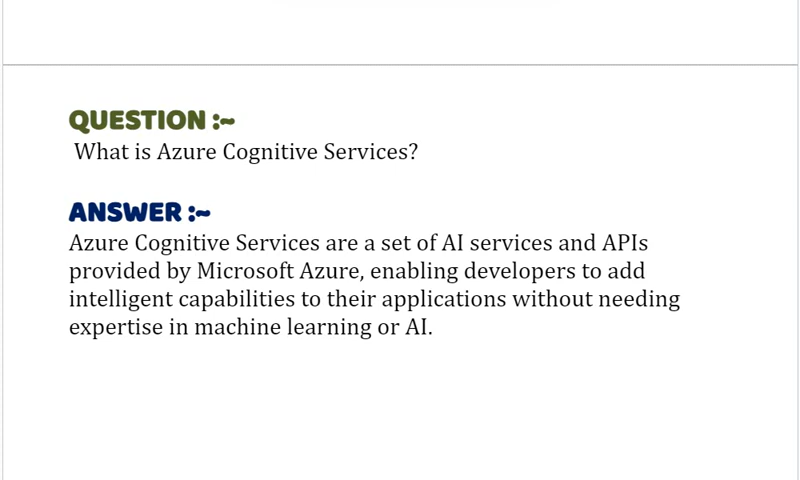 QUESTION :~
What is Azure Cognitive Services?
ANSWER :~
Azure Cognitive Services are a set of AI services and APIs
provided by Microsoft Azure, enabling developers to add
intelligent capabilities to their applications without needing
expertise in machine learning or AI.